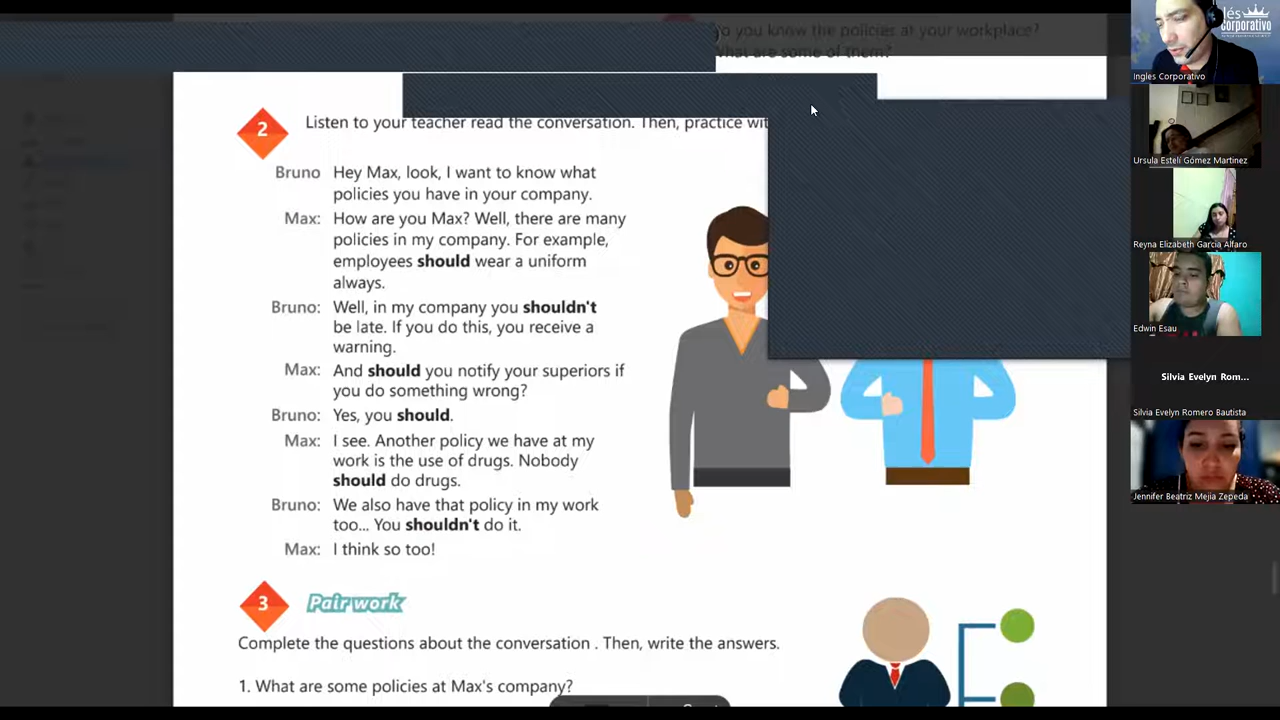 o you know the policies at your workplace?
What are some of them?
2
Listen to your teacher read the conversation. Then, practice wit
Bruno Hey Max, look, I want to know what
policies you have in your company.
Max: How are you Max? Well, there are many
policies in my company. For example,
employees should wear a uniform
always.
Bruno: Well, in my company you shouldn't
be late. If you do this, you receive a
warning.
Max: And should you notify your superiors if
you do something wrong?
Bruno: Yes, you should.
Max: I see. Another policy we have at my
work is the use of drugs. Nobody
should do drugs.
Bruno: We also have that policy in my work
too... You shouldn't do it.
Max: I think so too!
3
Pair work
Complete the questions about the conversation . Then, write the answers.
1. What are some policies at Max's company?
lés
corporativo
Ingles Corporativo
Ursula Estelí Gómez Martinez
Reyna Elizabeth Garcia Alfaro
Edwin Esau
Silvia Evelyn Rom...
Silvia Evelyn Romero Bautista
Jennifer Beatriz Mejia Zepeda